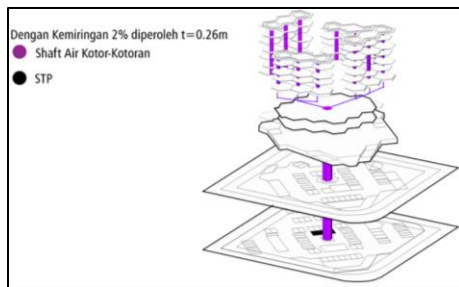 Dengan Kemiringan 2% diperoleh t=0.26m
Shaft Air Kotor-Kotoran
STP